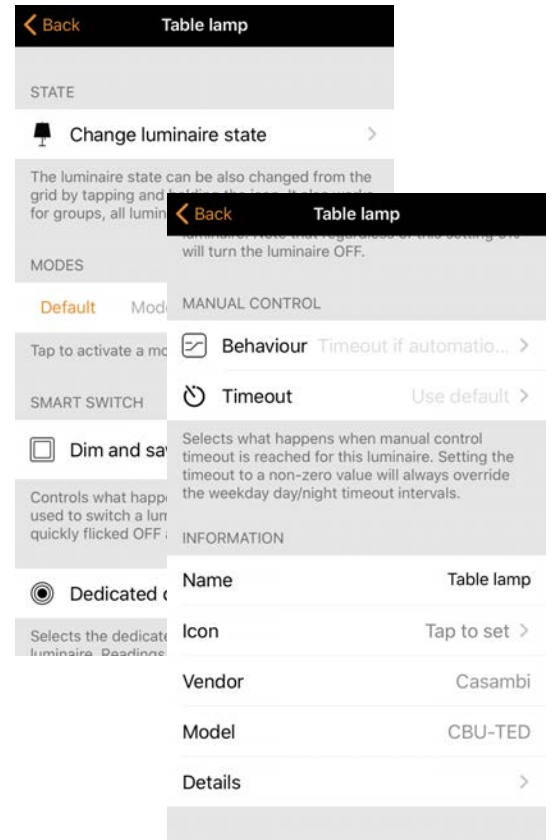 Back Table lamp
STATE
Change luminaire state
The luminaire state can be also changed from the
grid by tapping and
for groups, all lumin
MODES
Default Mod
Tap to activate a mo
SMART SWITCH
Dim and sav
Controls what happe
used to switch a lum
quickly flicked OFF
Dedicated
Selects the dedicate
luminaire. Readings
Back Table lamp
will turn the luminaire OFF.
MANUAL CONTROL
Behaviour Timeout if automatio...
Timeout Use default
Selects what happens when manual control
timeout is reached for this luminaire. Setting the
timeout to a non-zero value will always override
the weekday day/night timeout intervals.
INFORMATION
Name Table lamp
Icon Tap to set
Vendor Casambi
Model CBU-TED
Details